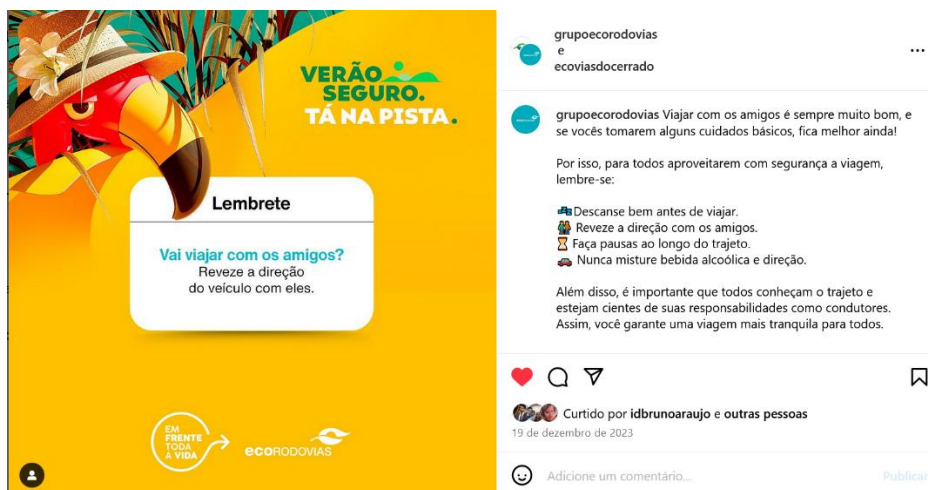 VERÃO
SEGURO.
TÁ NA PISTA.
Lembrete
Vai viajar com os amigos?
Reveze a direção
do veículo com eles.
EM
FRENTE
TODA
A VIDA
ECORODOVIAS
grupoecorodovias
e
ecoviasdocerrado
grupoecorodovias Viajar com os amigos é sempre muito bom, e
se vocês tomarem alguns cuidados básicos, fica melhor ainda!
Por isso, para todos aproveitarem com segurança a viagem,
lembre-se:
Descanse bem antes de viajar.
Reveze a direção com os amigos.
Faça pausas ao longo do trajeto.
Nunca misture bebida alcoólica e direção.
Além disso, é importante que todos conheçam o trajeto e
estejam cientes de suas responsabilidades como condutores.
Assim, você garante uma viagem mais tranquila para todos.
Curtido por idbrunoaraujo e outras pessoas
19 de dezembro de 2023
Adicione um comentário...
Publicar